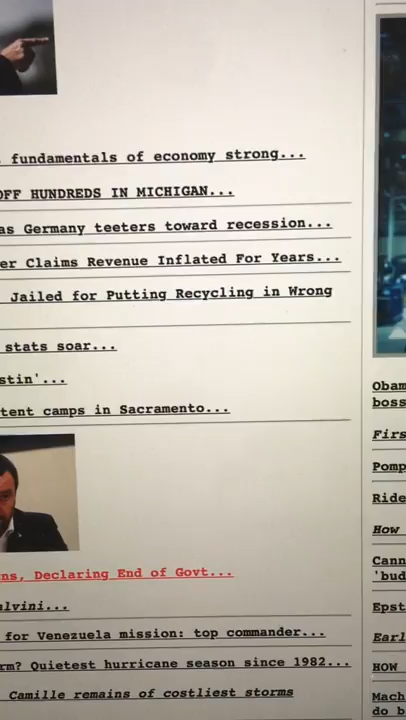 fundamentals of economy strong...
OFF HUNDREDS IN MICHIGAN...
as Germany teeters toward recession...
er Claims Revenue Inflated For Years...
Jailed for Putting Recycling in Wrong
stats soar...
stin'...
tent camps in Sacramento...
ns, Declaring End of Govt...
alvini...
for Venezuela mission: top commander...
rm? Quietest hurricane season since 1982...
Camille remains of costliest storms
Obam
boss
Firs
Pomp
Ride
How
Cann
'bud
Epst
Earl
HOW
Mach
do b